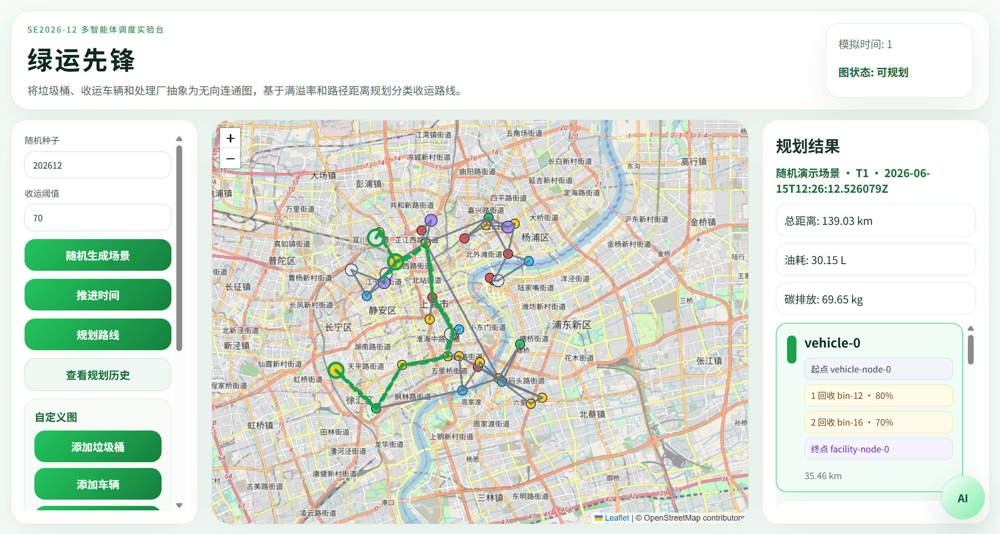 SE2026-12 多智能体调度实验台
绿运先锋
将垃圾桶、收运车辆和处理厂抽象为无向连通图，基于满溢率和路径距离规划分类收运路线。
模拟时间: 1
图状态: 可规划
随机种子
202612
收运阈值
70
随机生成场景
推进时间
规划路线
查看规划历史
自定义图
添加垃圾桶
添加车辆
+
−
江湾镇街道
五角场街道
凉城新村街道
长白新村街道
高行镇
东沟
大场镇
曲阳路街道
彭浦镇
延吉新村街道
定海路街道
四平路街道
共和新路街道
万里街道
嘉兴路街道
大桥街道
沪东新村街道
金桥镇
杨浦区
真如镇街道
沪宁城际线
芷江西路街道
金杨新村街道
金桥
陆行
普陀区
北外滩街道
西路街道
街道
曹杨新村街道
北站街道
洋泾街道
长征镇
陆家嘴街道
三桥
长风新村街道
静安区
上海市
潍坊新村街道
长宁区
小东门街道
浦东新区
北新泾街道
淮海中路街道
塘桥街道
新泾镇
湖南路街道
花木街道
张江镇
仙霞新村街道
天平路街道
五里桥街道
虹桥街道
程家桥街道
徐汇区
枫林路街道
周家渡
北蔡镇
虹桥镇
周家渡街道
孙桥
田林街道
上钢新村街道
龙华街道
漕河泾街道
杨思
康健新村街道
古美路街道
御桥
三林镇
东明路街道
港口
凌云路街道
Leaflet | © OpenStreetMap contributors
规划结果
随机演示场景 • T1 • 2026-06-
15T12:26:12.526079Z
总距离: 139.03 km
油耗: 30.15 L
碳排放: 69.65 kg
vehicle-0
起点 vehicle-node-0
1 回收 bin-12 • 80%
2 回收 bin-16 • 70%
终点 facility-node-0
35.46 km
AI